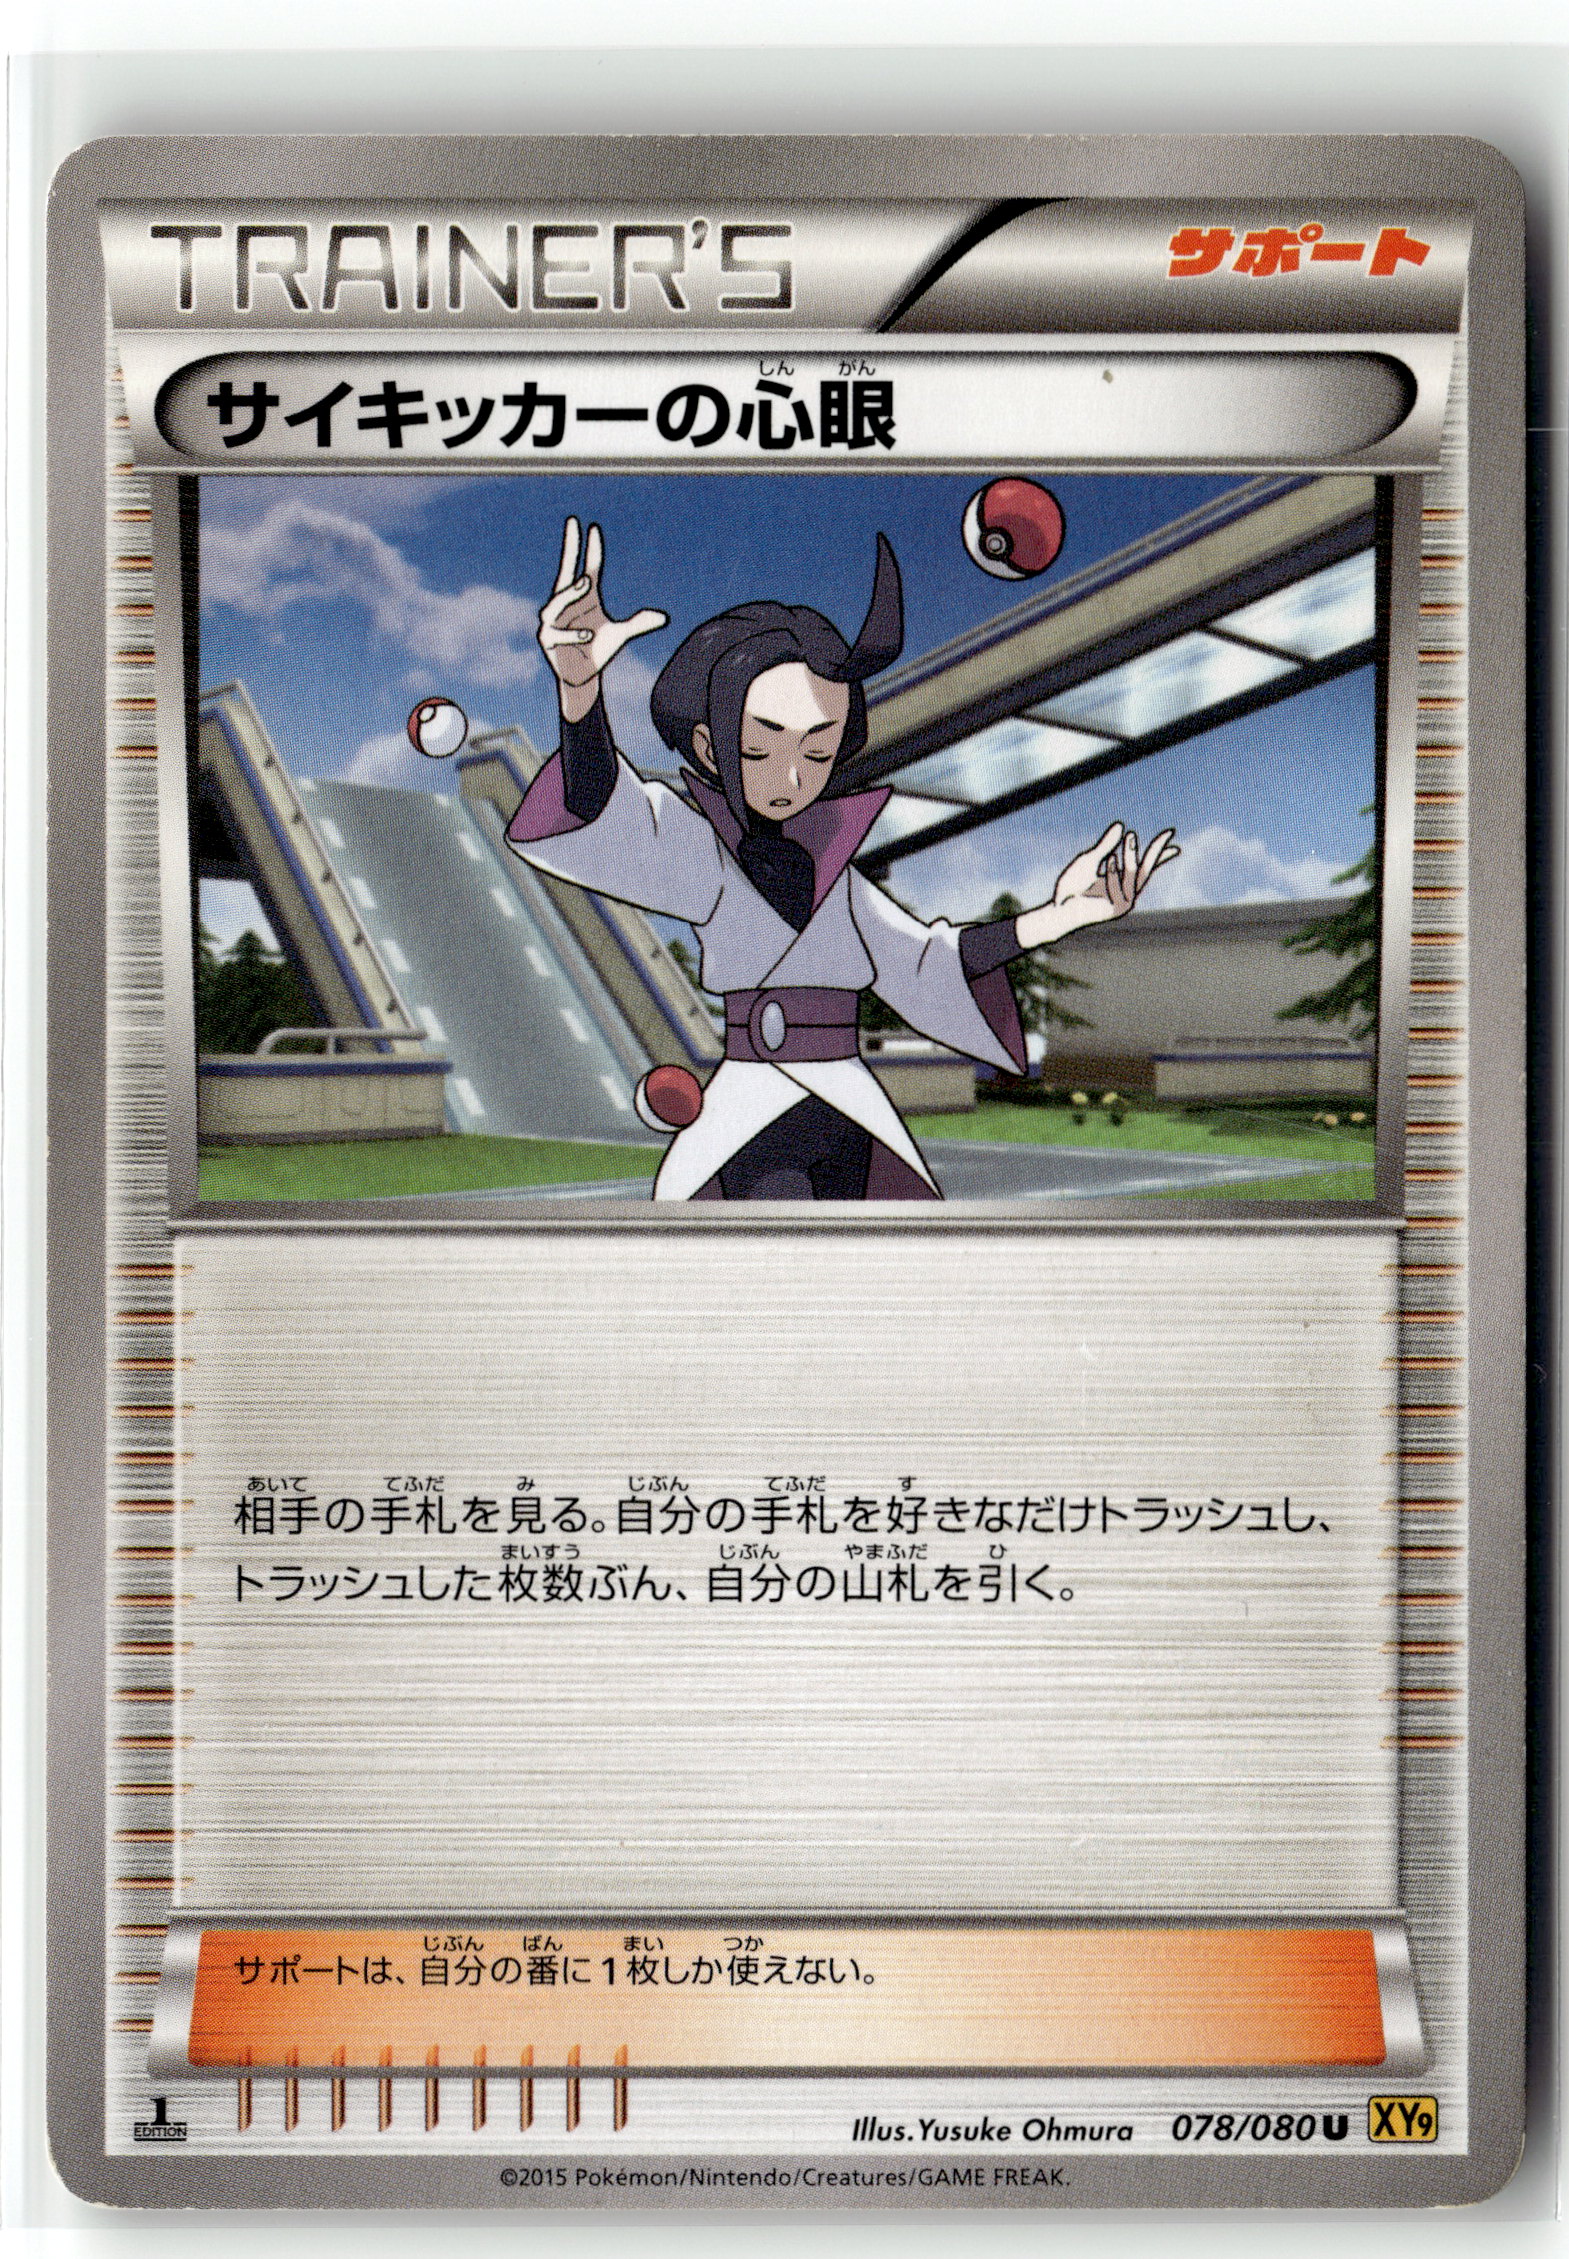 TRAINER'S
サポート
サイキッカーの心眼
しん がん
あいて てふだ み じぶん てふだ す
相手の手札を見る。自分の手札を好きなだけトラッシュし、
まいすう じぶん やまふだ ひ
トラッシュした枚数ぶん、自分の山札を引く。
じぶん ばん まい つか
サポートは、自分の番に1枚しか使えない。
1 EDITION
Illus.Yusuke Ohmura 078/080 U XY9
©2015 Pokémon/Nintendo/Creatures/GAME FREAK.